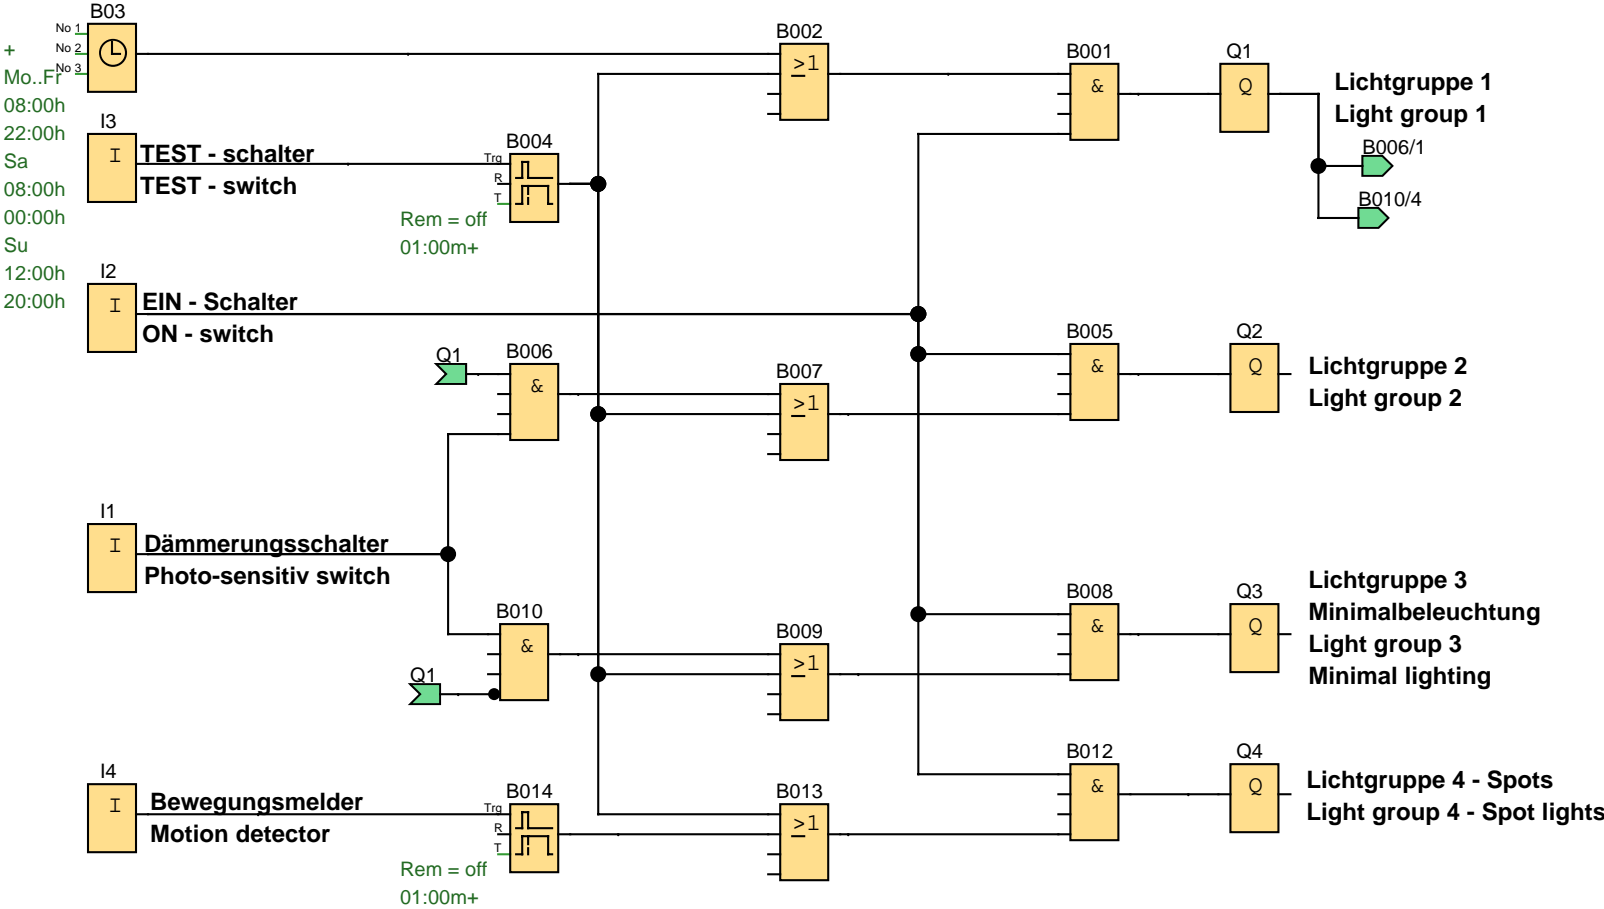 B03
No 1
No 2
No 3
+
Mo..Fr
08:00h
22:00h
Sa
08:00h
00:00h
Su
12:00h
20:00h
B002
≥1
B001
&
Q1
Q
Lichtgruppe 1
Light group 1
B006/1
B010/4
I3
I
TEST - schalter
TEST - switch
B004
Trg
R
T
Rem = off
01:00m+
I2
I
EIN - Schalter
ON - switch
Q1
B006
&
B007
≥1
B005
&
Q2
Q
Lichtgruppe 2
Light group 2
I1
I
Dämmerungsschalter
Photo-sensitiv switch
B010
&
Q1
B009
≥1
B008
&
Q3
Q
Lichtgruppe 3
Minimalbeleuchtung
Light group 3
Minimal lighting
I4
I
Bewegungsmelder
Motion detector
B014
Trg
R
T
Rem = off
01:00m+
B013
≥1
B012
&
Q4
Q
Lichtgruppe 4 - Spots
Light group 4 - Spot lights